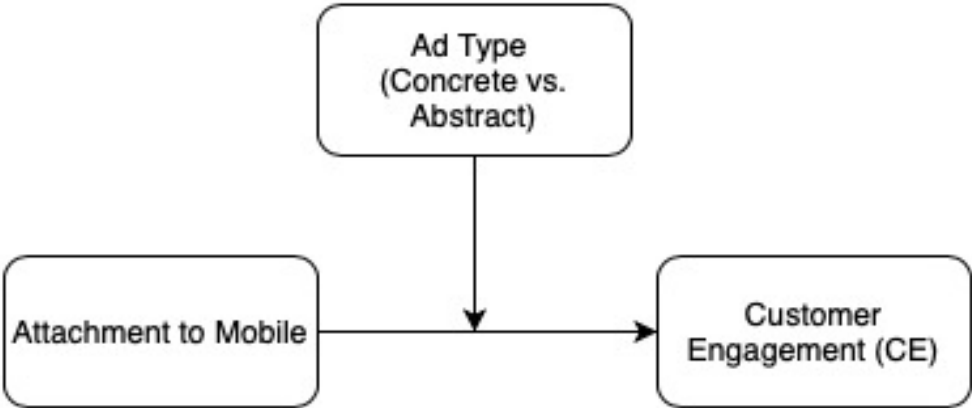 Ad Type
(Concrete vs.
Abstract)
Attachment to Mobile
Customer
Engagement (CE)